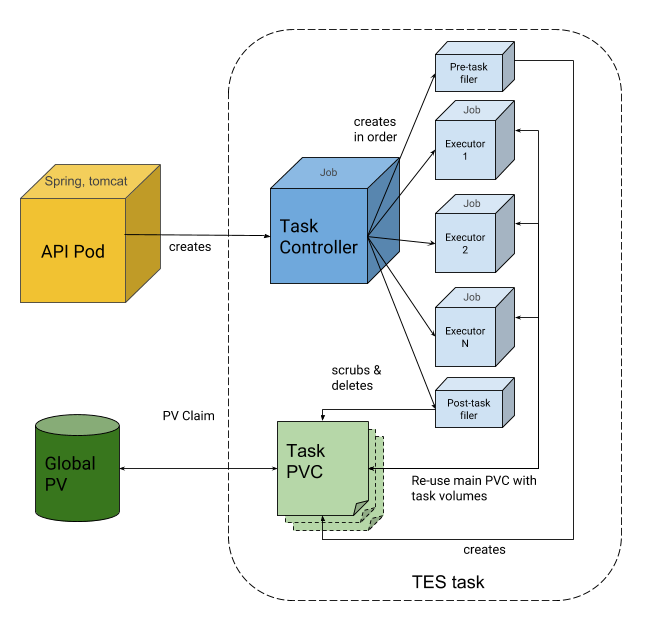 Pre-task
filer
creates
in order
Job
Executor
1
Spring, tomcat
API Pod
creates
Job
Task
Controller
Job
Executor
2
Job
Executor
N
scrubs &
deletes
Post-task
filer
PV Claim
Global
PV
Task
PVC
Re-use main PVC with
task volumes
creates
TES task